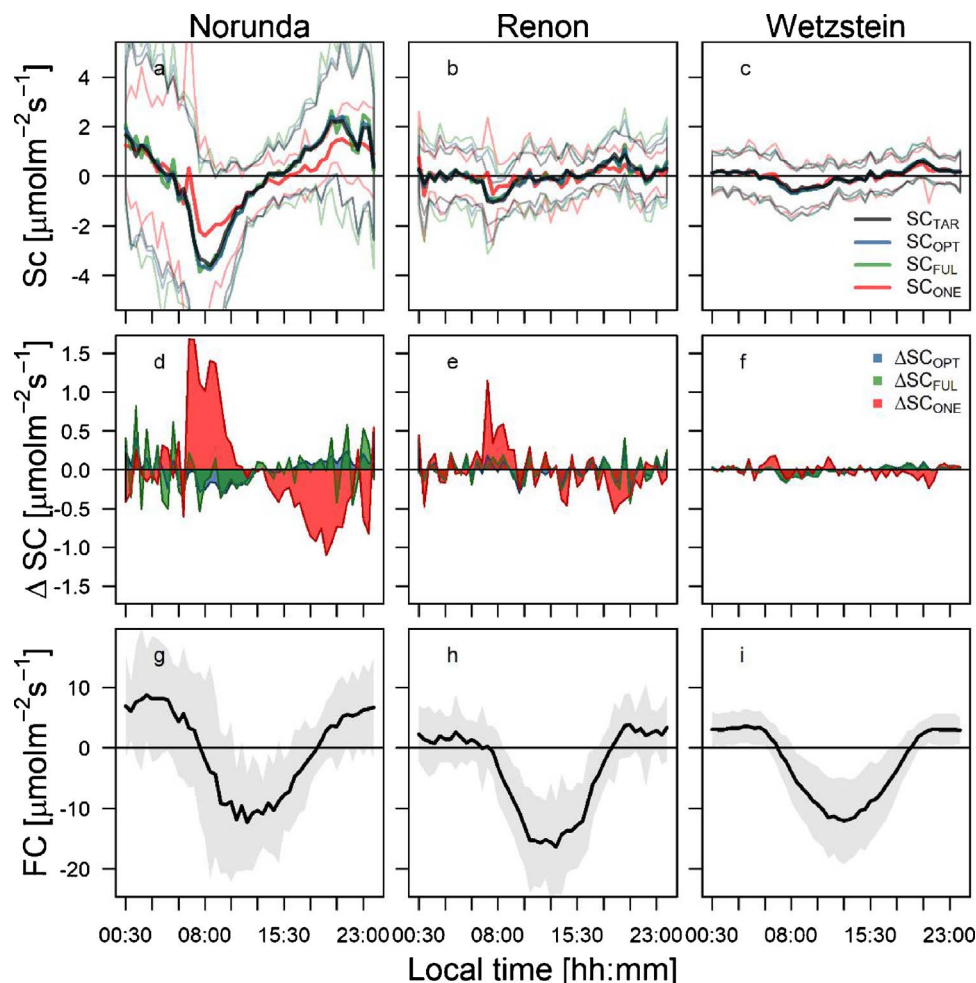 Norunda Renon Wetzstein
a b c
4
2
0
-2
-4
Sc [µmolm⁻²s⁻¹]
SC_TAR
SC_OPT
SC_FUL
SC_ONE
d e f
1.5
1.0
0.5
0.0
-0.5
-1.0
-1.5
Δ SC [µmolm⁻²s⁻¹]
ΔSC_OPT
ΔSC_FUL
ΔSC_ONE
g h i
10
0
-10
-20
FC [µmolm⁻²s⁻¹]
00:30 08:00 15:30 23:00 00:30 08:00 15:30 23:00 00:30 08:00 15:30 23:00
Local time [hh:mm]